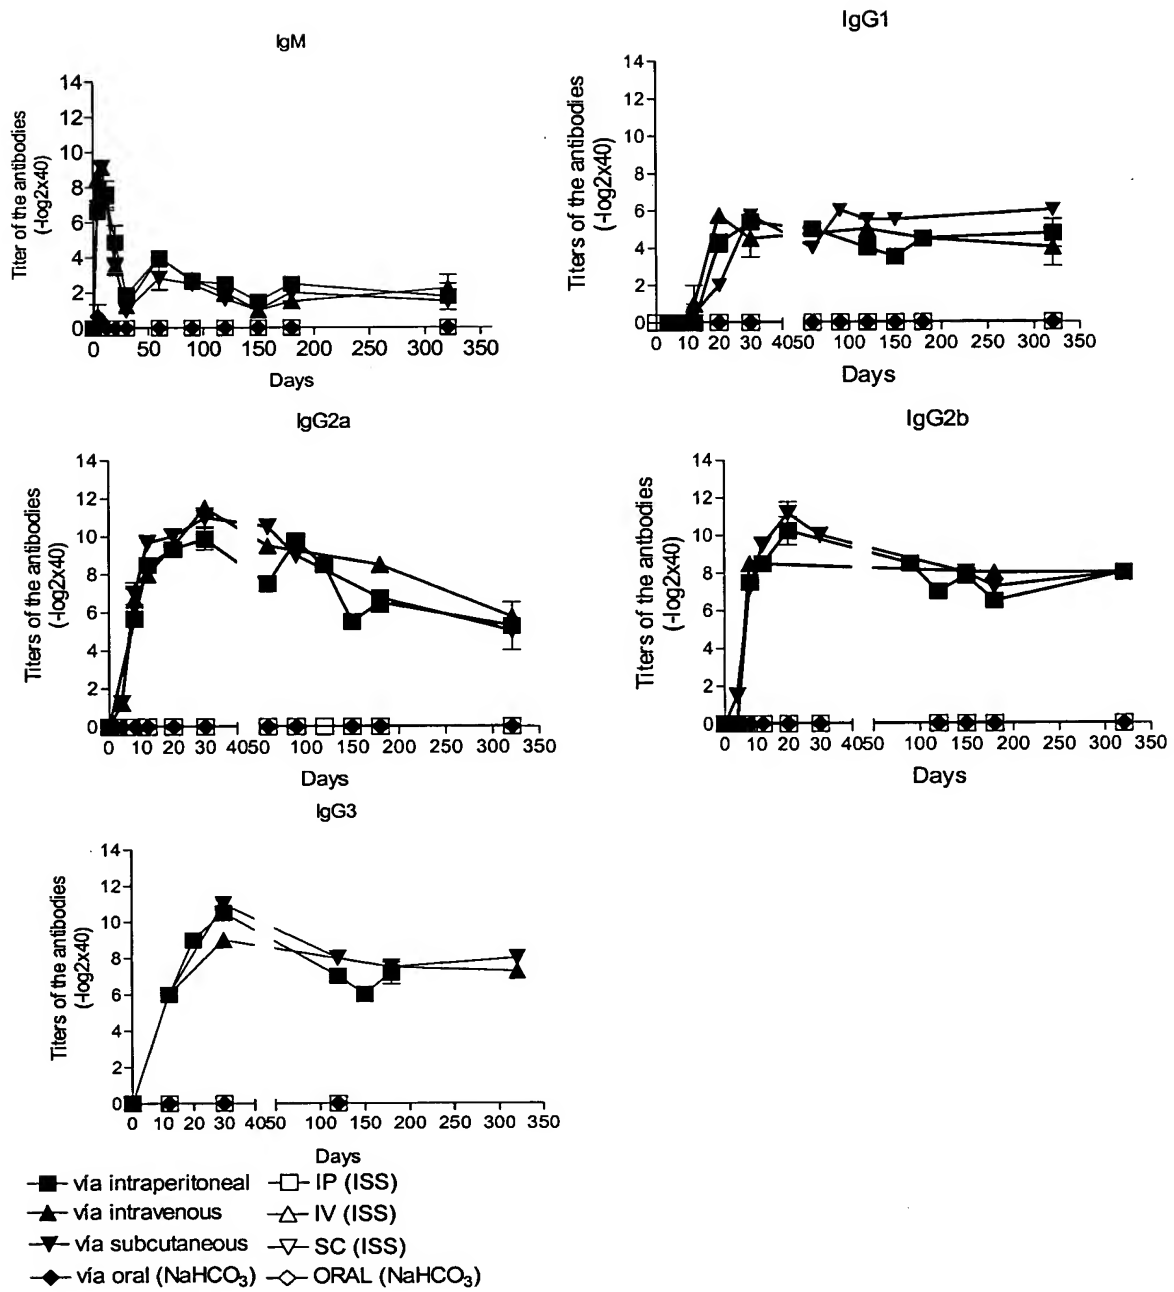 IgM
Titer of the antibodies
(-log2x40)
14
12
10
8
6
4
2
0
0 50 100 150 200 250 300 350
Days
IgG1
Titers of the antibodies
(-log2x40)
14
12
10
8
6
4
2
0
0 10 20 30 4050 100 150 200 250 300 350
Days
IgG2a
Titers of the antbodies
(-log2x40)
14
12
10
8
6
4
2
0
0 10 20 30 4050 100 150 200 250 300 350
Days
IgG2b
Titers of the antbodies
(-log2x40)
14
12
10
8
6
4
2
0
0 10 20 30 4050 100 150 200 250 300 350
Days
IgG3
Titers of the antibodies
(-log2x40)
14
12
10
8
6
4
2
0
0 10 20 30 4050 100 150 200 250 300 350
Days
vía intraperitoneal IP (ISS)
vía intravenous IV (ISS)
vía subcutaneous SC (ISS)
vía oral (NaHCO3) ORAL (NaHCO3)